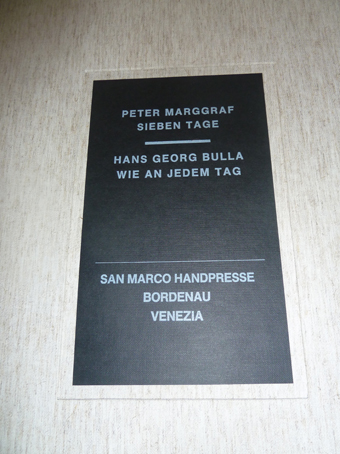 PETER MARGGRAF
SIEBEN TAGE
HANS GEORG BULLA
WIE AN JEDEM TAG
SAN MARCO HANDPRESSE
BORDENAU
VENEZIA